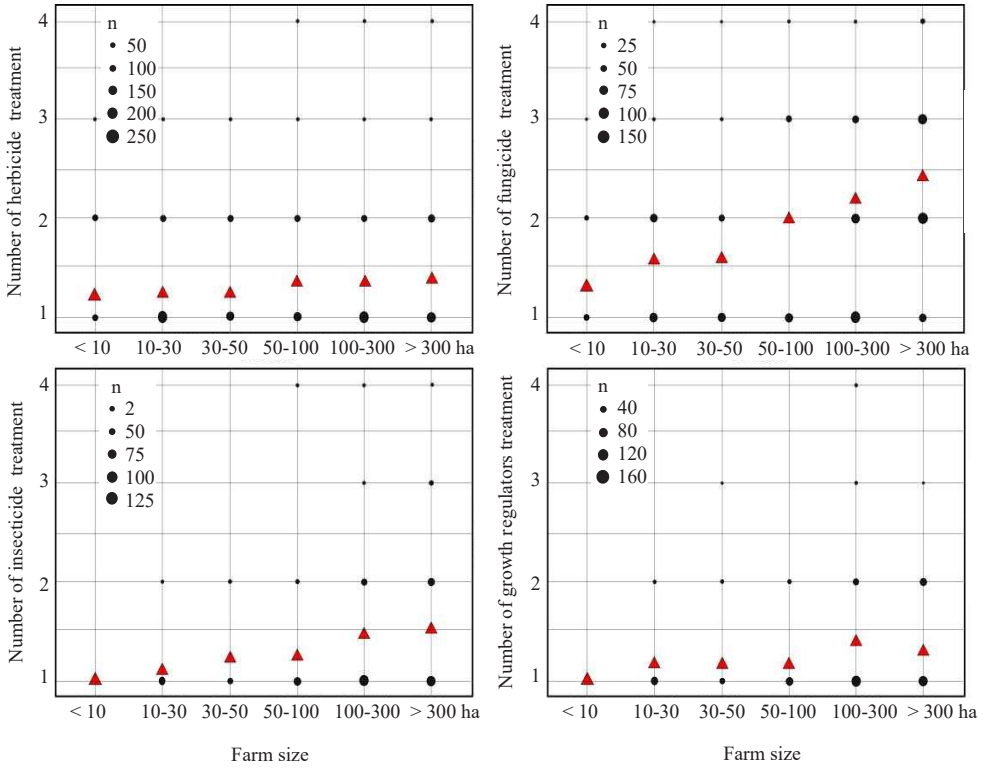 Number of herbicide treatment
4
3
2
1
n
50
100
150
200
250
< 10 10-30 30-50 50-100 100-300 > 300 ha
Number of fungicide treatment
4
3
2
1
n
25
50
75
100
150
< 10 10-30 30-50 50-100 100-300 > 300 ha
Number of insecticide treatment
4
3
2
1
n
2
50
75
100
125
< 10 10-30 30-50 50-100 100-300 > 300 ha
Farm size
Number of growth regulators treatment
4
3
2
1
n
40
80
120
160
< 10 10-30 30-50 50-100 100-300 > 300 ha
Farm size